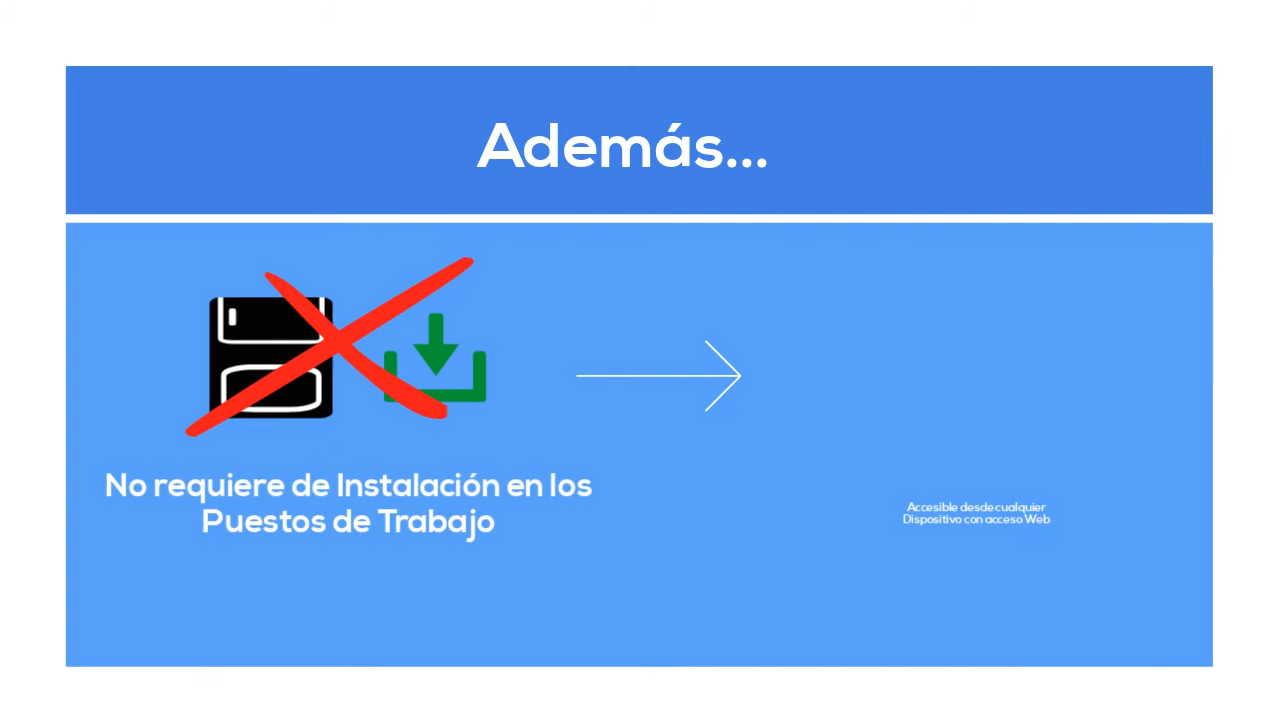 Además...
No requiere de Instalación en los
Puestos de Trabajo
Accesible desde cualquier
Dispositivo con acceso Web